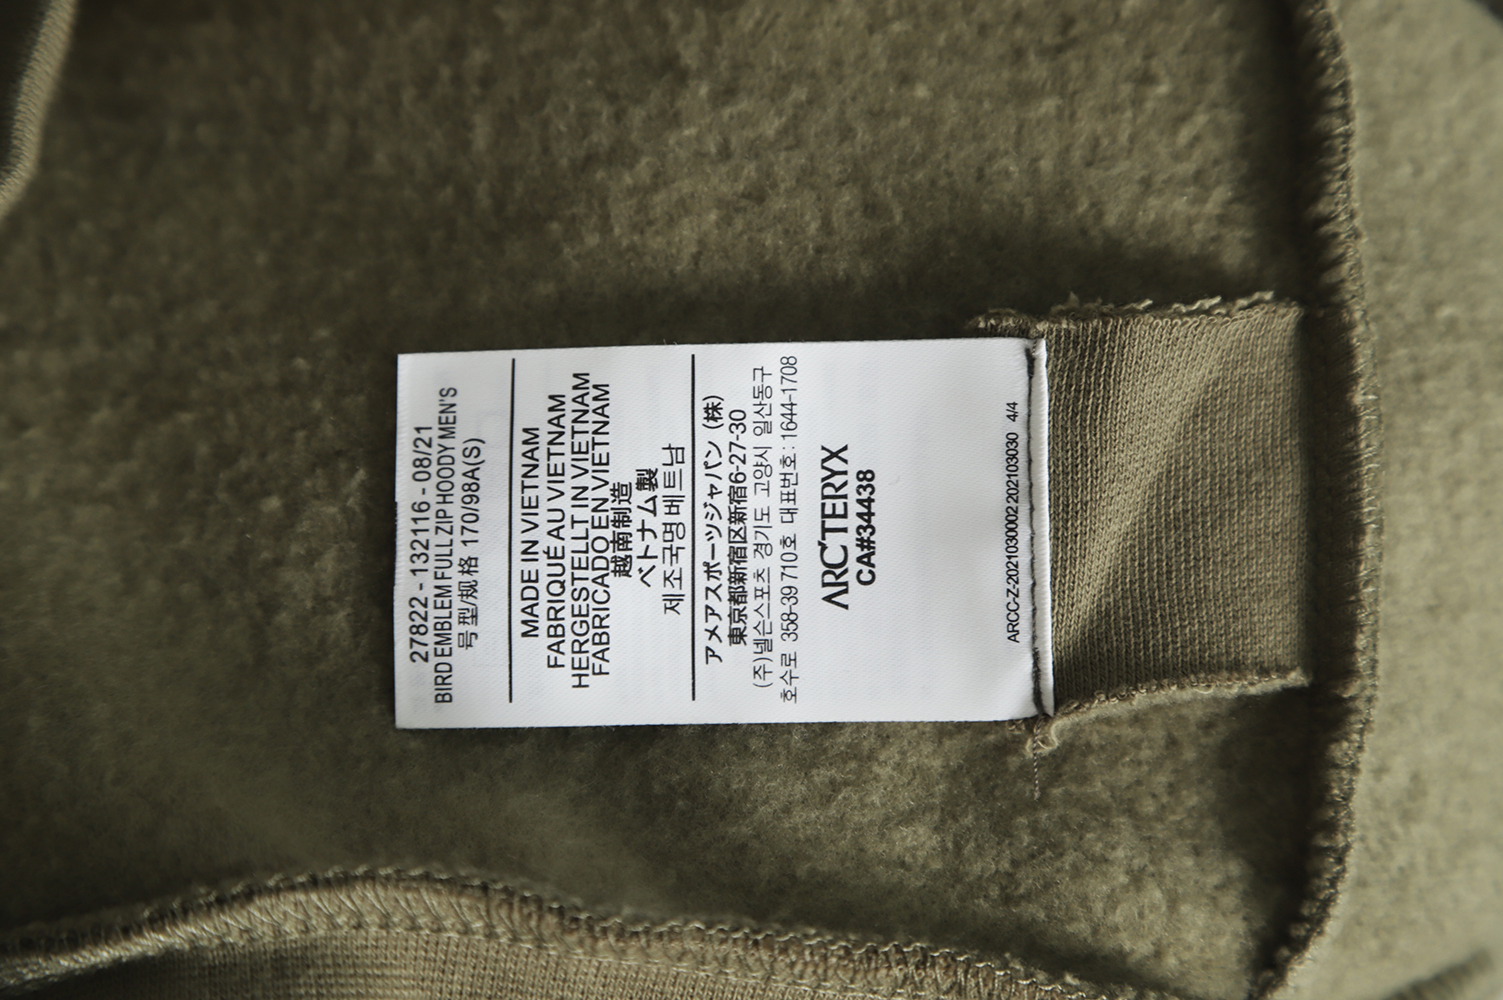 27822 - 132116 - 08/21
BIRD EMBLEM FULL ZIP HOODY MEN'S
号型/规格 170/98A(S)
MADE IN VIETNAM
FABRIQUÉ AU VIETNAM
HERGESTELLT IN VIETNAM
FABRICADO EN VIETNAM
越南制造
ベトナム製
제조국명 베트남
アメアスポーツジャパン (株)
東京都新宿区新宿6-27-30
(주)넬슨스포츠 경기도 고양시 일산동구
호수로 358-39 710호 대표번호 : 1644-1708
ARC'TERYX
CA#34438
ARCC-Z-2021030002 202103030 4/4